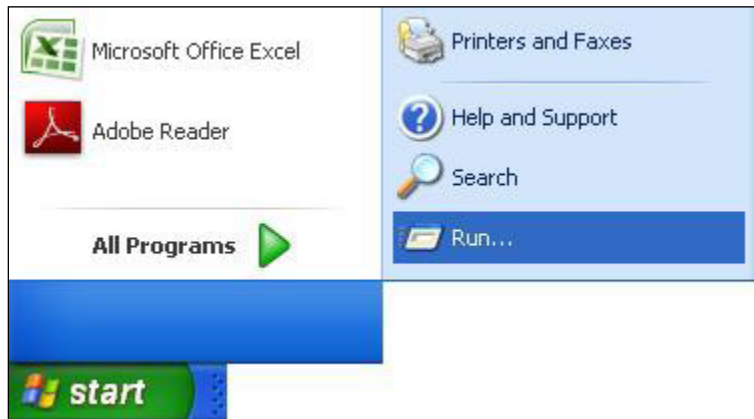 Microsoft Office Excel
Adobe Reader
All Programs
Printers and Faxes
Help and Support
Search
Run...
start